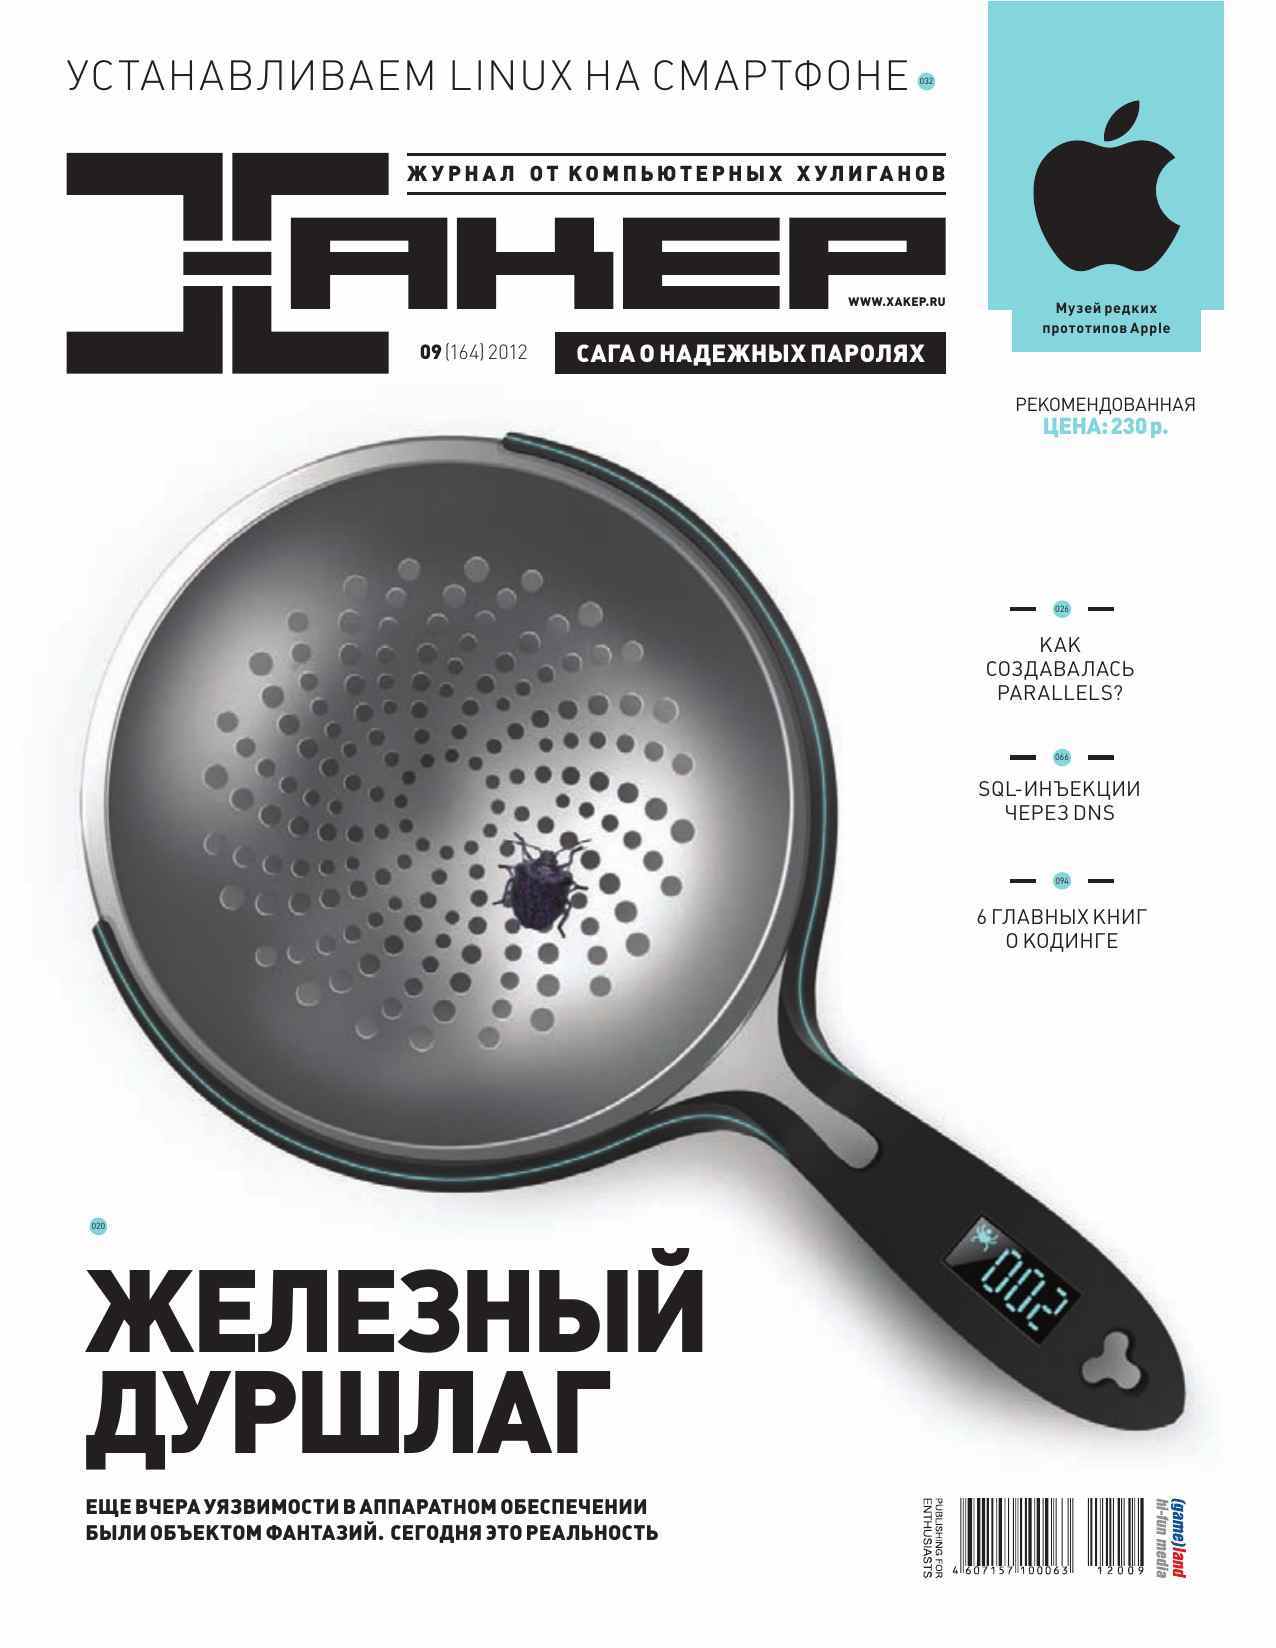 УСТАНАВЛИВАЕМ LINUX НА СМАРТФОНЕ 032
ЖУРНАЛ ОТ КОМПЬЮТЕРНЫХ ХУЛИГАНОВ
ХАКЕР
WWW.XAKEP.RU
09 (164) 2012
САГА О НАДЕЖНЫХ ПАРОЛЯХ
Музей редких
прототипов Apple
РЕКОМЕНДОВАННАЯ
ЦЕНА: 230 р.
026
КАК
СОЗДАВАЛАСЬ
PARALLELS?
066
SQL-ИНЪЕКЦИИ
ЧЕРЕЗ DNS
094
6 ГЛАВНЫХ КНИГ
О КОДИНГЕ
002
020
ЖЕЛЕЗНЫЙ
ДУРШЛАГ
ЕЩЕ ВЧЕРА УЯЗВИМОСТИ В АППАРАТНОМ ОБЕСПЕЧЕНИИ
БЫЛИ ОБЪЕКТОМ ФАНТАЗИЙ. СЕГОДНЯ ЭТО РЕАЛЬНОСТЬ
PUBLISHING FOR
ENTHUSIASTS
4 607157 100063
12009
(game)land
hi-fun media